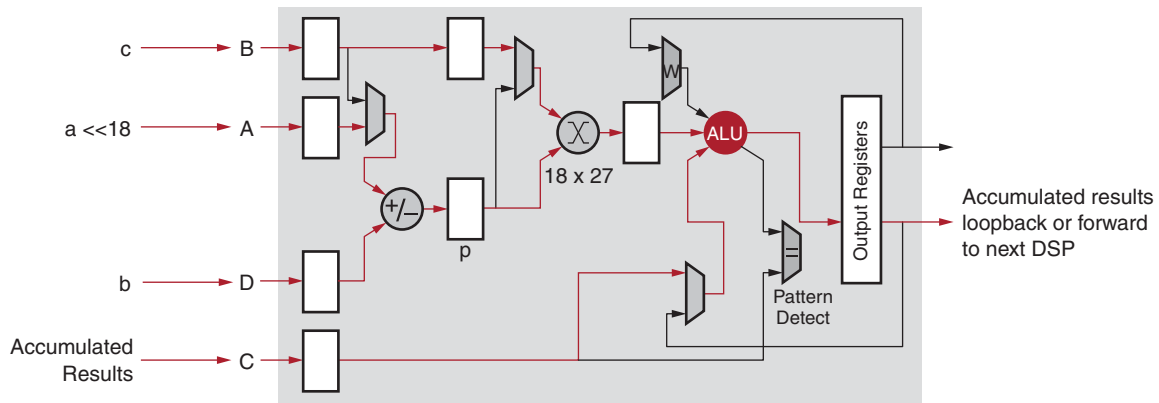 c
B
a <<18
A
+/–
18 x 27
p
b
D
Accumulated
Results
C
W
ALU
=
Pattern
Detect
Output Registers
Accumulated results
loopback or forward
to next DSP